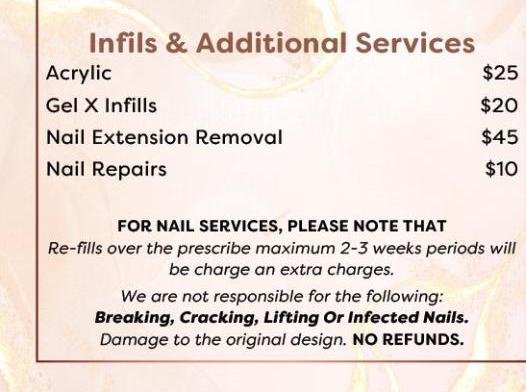 Infils & Additional Services
Acrylic $25
Gel X Infills $20
Nail Extension Removal $45
Nail Repairs $10
FOR NAIL SERVICES, PLEASE NOTE THAT
Re-fills over the prescribe maximum 2-3 weeks periods will
be charge an extra charges.
We are not responsible for the following:
Breaking, Cracking, Lifting Or Infected Nails.
Damage to the original design. NO REFUNDS.